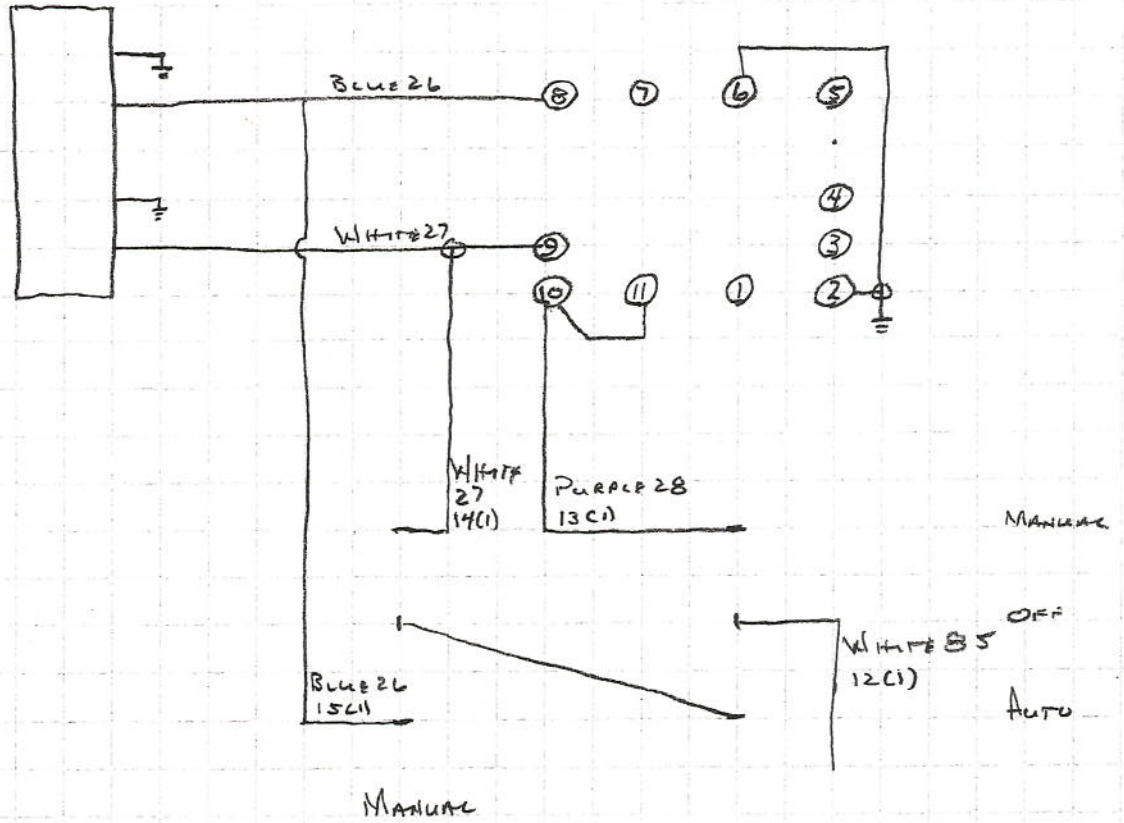 BLUE 26
8 7 6 5
4
WHITE 27
9
3
10 11 1 2
WHITE
27
14(1)
PURPLE 28
13(1)
MANUAL
OFF
WHITE 85
12(1)
BLUE 26
15(1)
AUTO
MANUAL